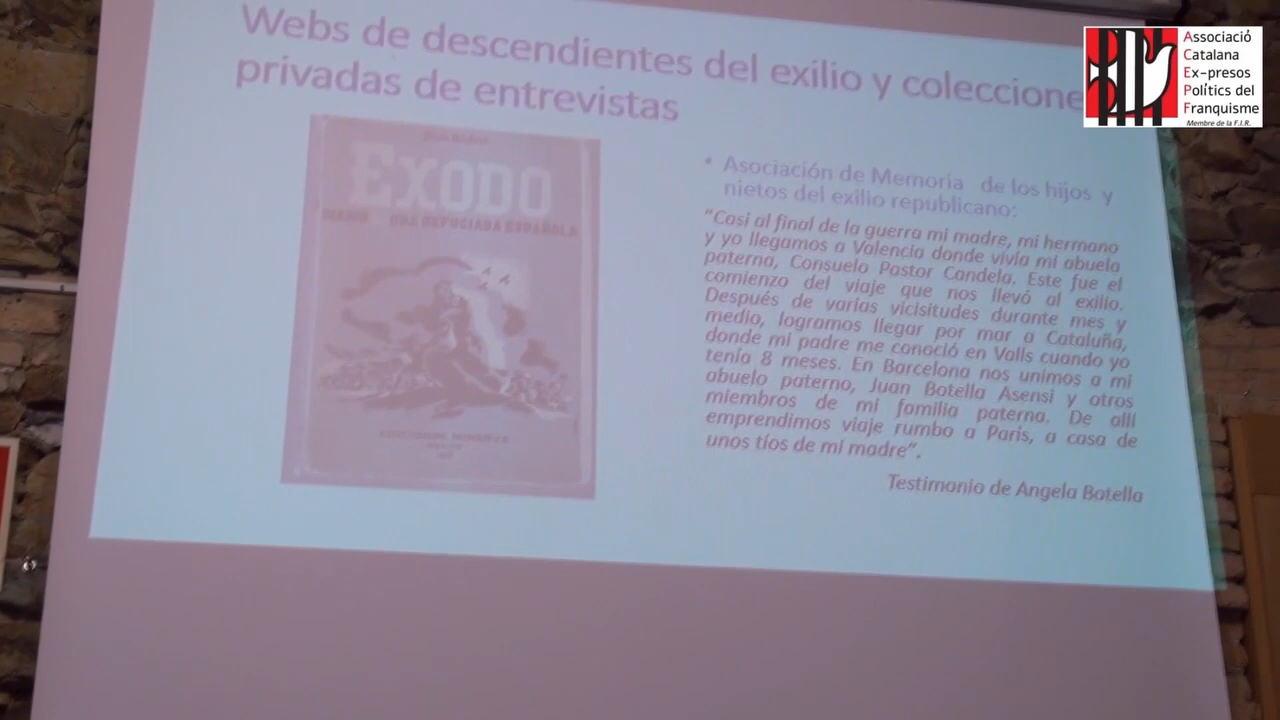 Webs de descendientes del exilio y colecciones
privadas de entrevistas
Associació
Catalana
Ex-presos
Polítics del
Franquisme
Membre de la F.I.R.
EXODO
DIARIO UNA REFUGIADA ESPAÑOLA
• Asociación de Memoria de los hijos y
nietos del exilio republicano:
"Casi al final de la guerra mi madre, mi hermano
y yo llegamos a Valencia donde vivía mi abuela
paterna, Consuelo Pastor Candela. Este fue el
comienzo del viaje que nos llevó al exilio.
Después de varias vicisitudes durante mes y
medio, logramos llegar por mar a Cataluña,
donde mi padre me conoció en Valls cuando yo
tenía 8 meses. En Barcelona nos unimos a mi
abuelo paterno, Juan Botella Asensi y otros
miembros de mi familia paterna. De allí
emprendimos viaje rumbo a Paris, a casa de
unos tíos de mi madre".
Testimonio de Angela Botella